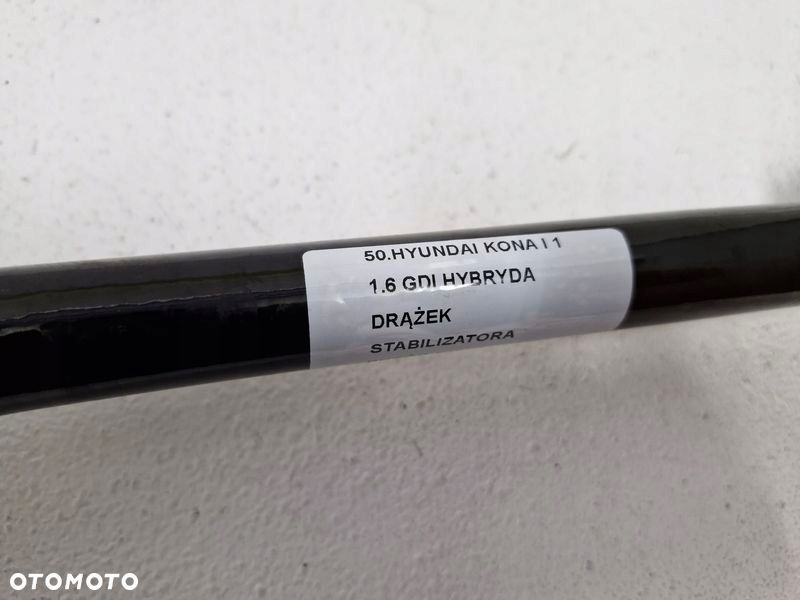 50.HYUNDAI KONA I 1
1.6 GDI HYBRYDA
DRĄŻEK
STABILIZATORA
OTOMOTO